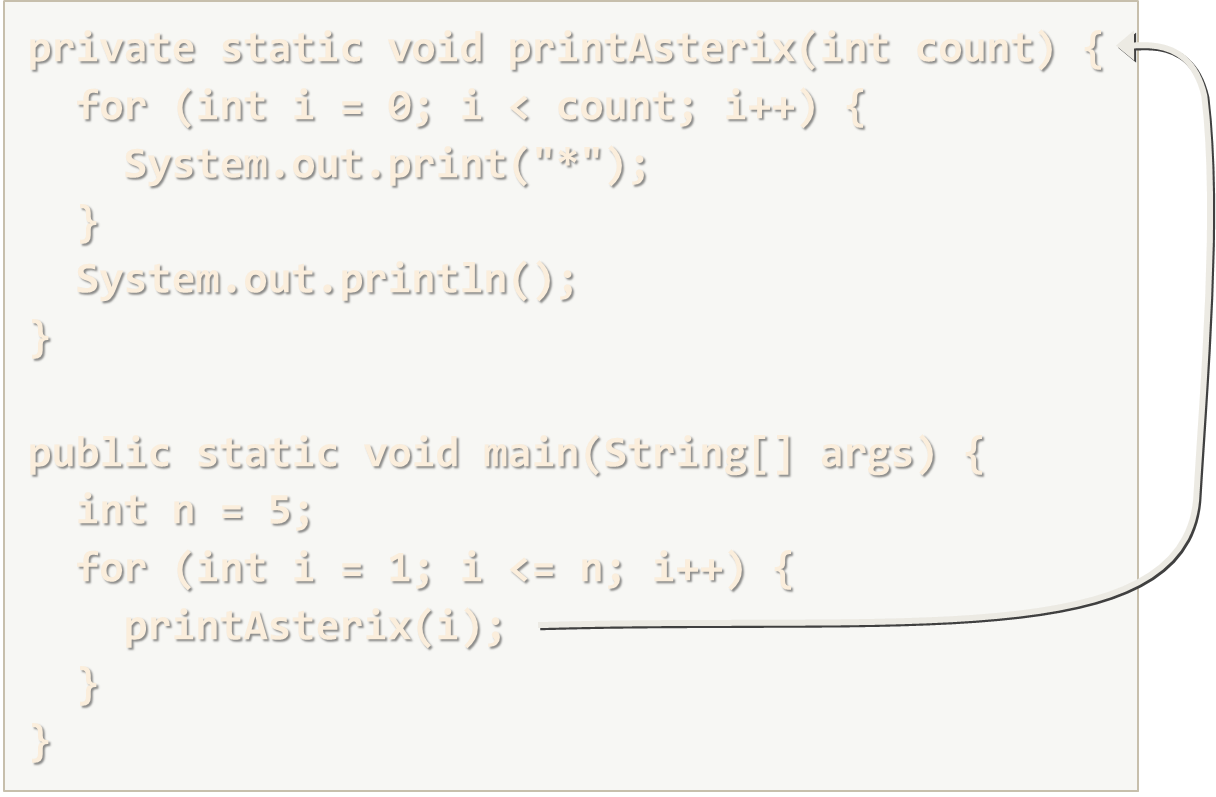 private static void printAsterix(int count) {
  for (int i = 0; i < count; i++) {
    System.out.print("*");
  }
  System.out.println();
}

public static void main(String[] args) {
  int n = 5;
  for (int i = 1; i <= n; i++) {
    printAsterix(i);
  }
}